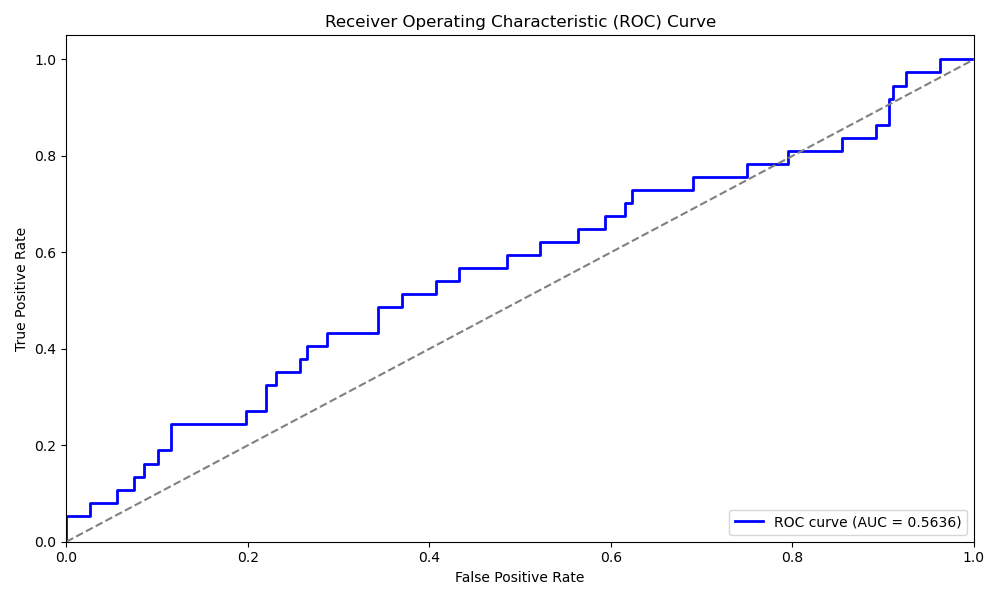 Receiver Operating Characteristic (ROC) Curve
1.0
0.8
0.6
0.4
0.2
0.0
True Positive Rate
ROC curve (AUC = 0.5636)
0.0 0.2 0.4 0.6 0.8 1.0
False Positive Rate